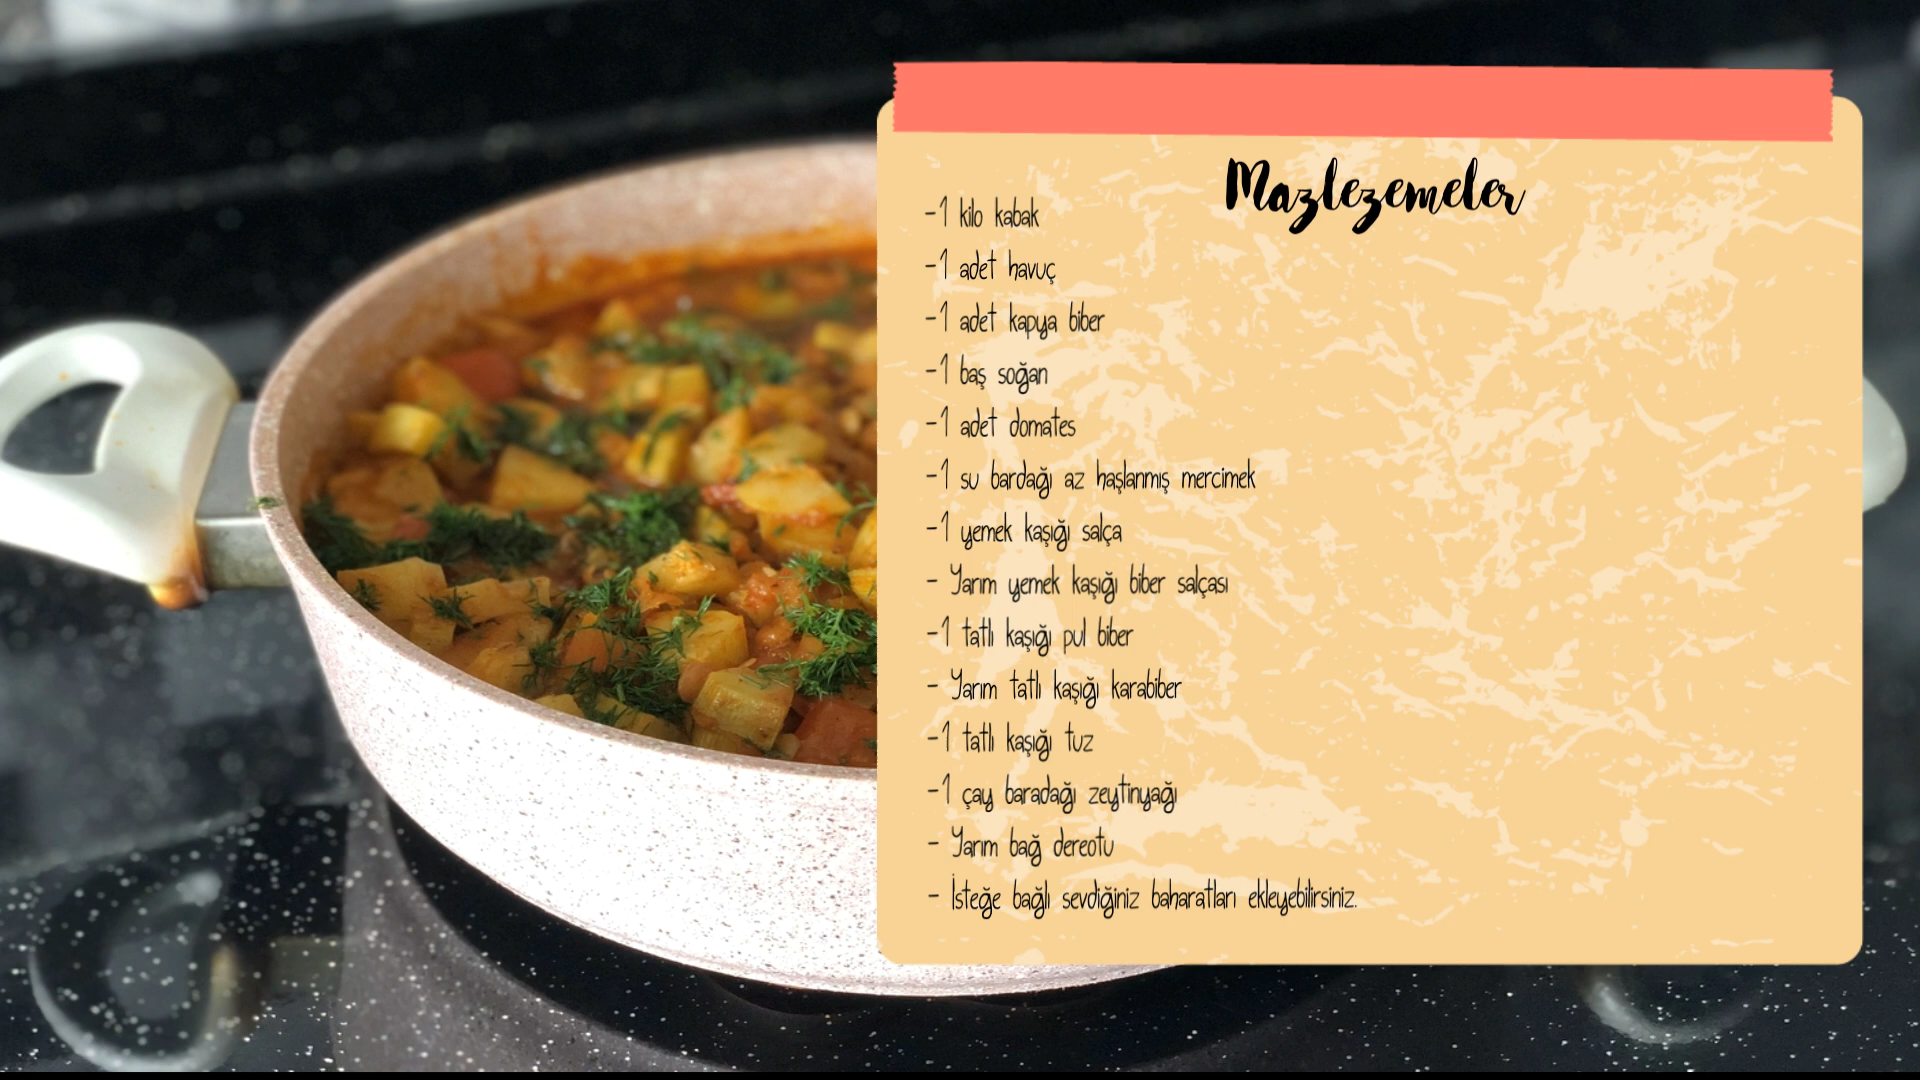 Mazlezemeler
-1 kilo kabak
-1 adet havuç
-1 adet kapya biber
-1 baş soğan
-1 adet domates
-1 su bardağı az haşlanmış mercimek
-1 yemek kaşığı salça
- Yarım yemek kaşığı biber salçası
-1 tatlı kaşığı pul biber
- Yarım tatlı kaşığı karabiber
-1 tatlı kaşığı tuz
-1 çay baradağı zeytinyağı
- Yarım bağ dereotu
- İsteğe bağlı sevdiğiniz baharatları ekleyebilirsiniz.